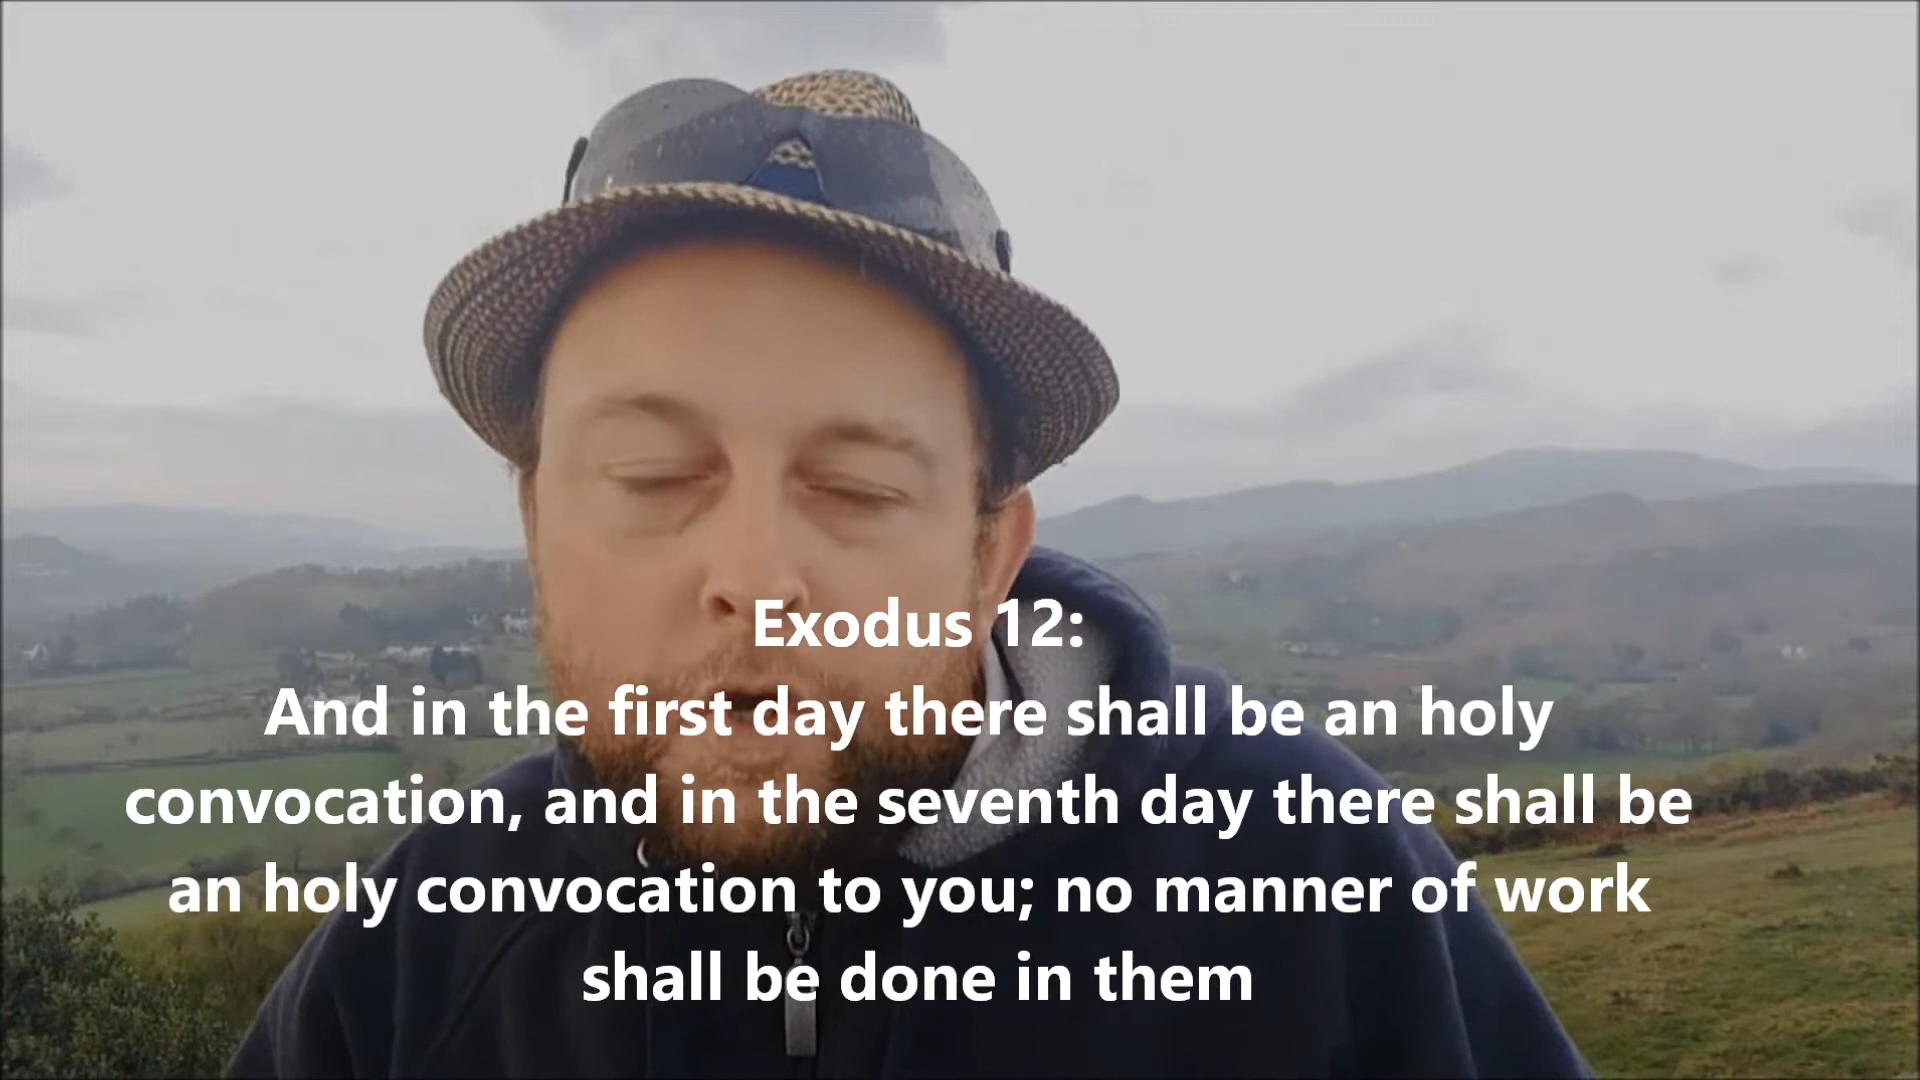 Exodus 12:
And in the first day there shall be an holy
convocation, and in the seventh day there shall be
an holy convocation to you; no manner of work
shall be done in them